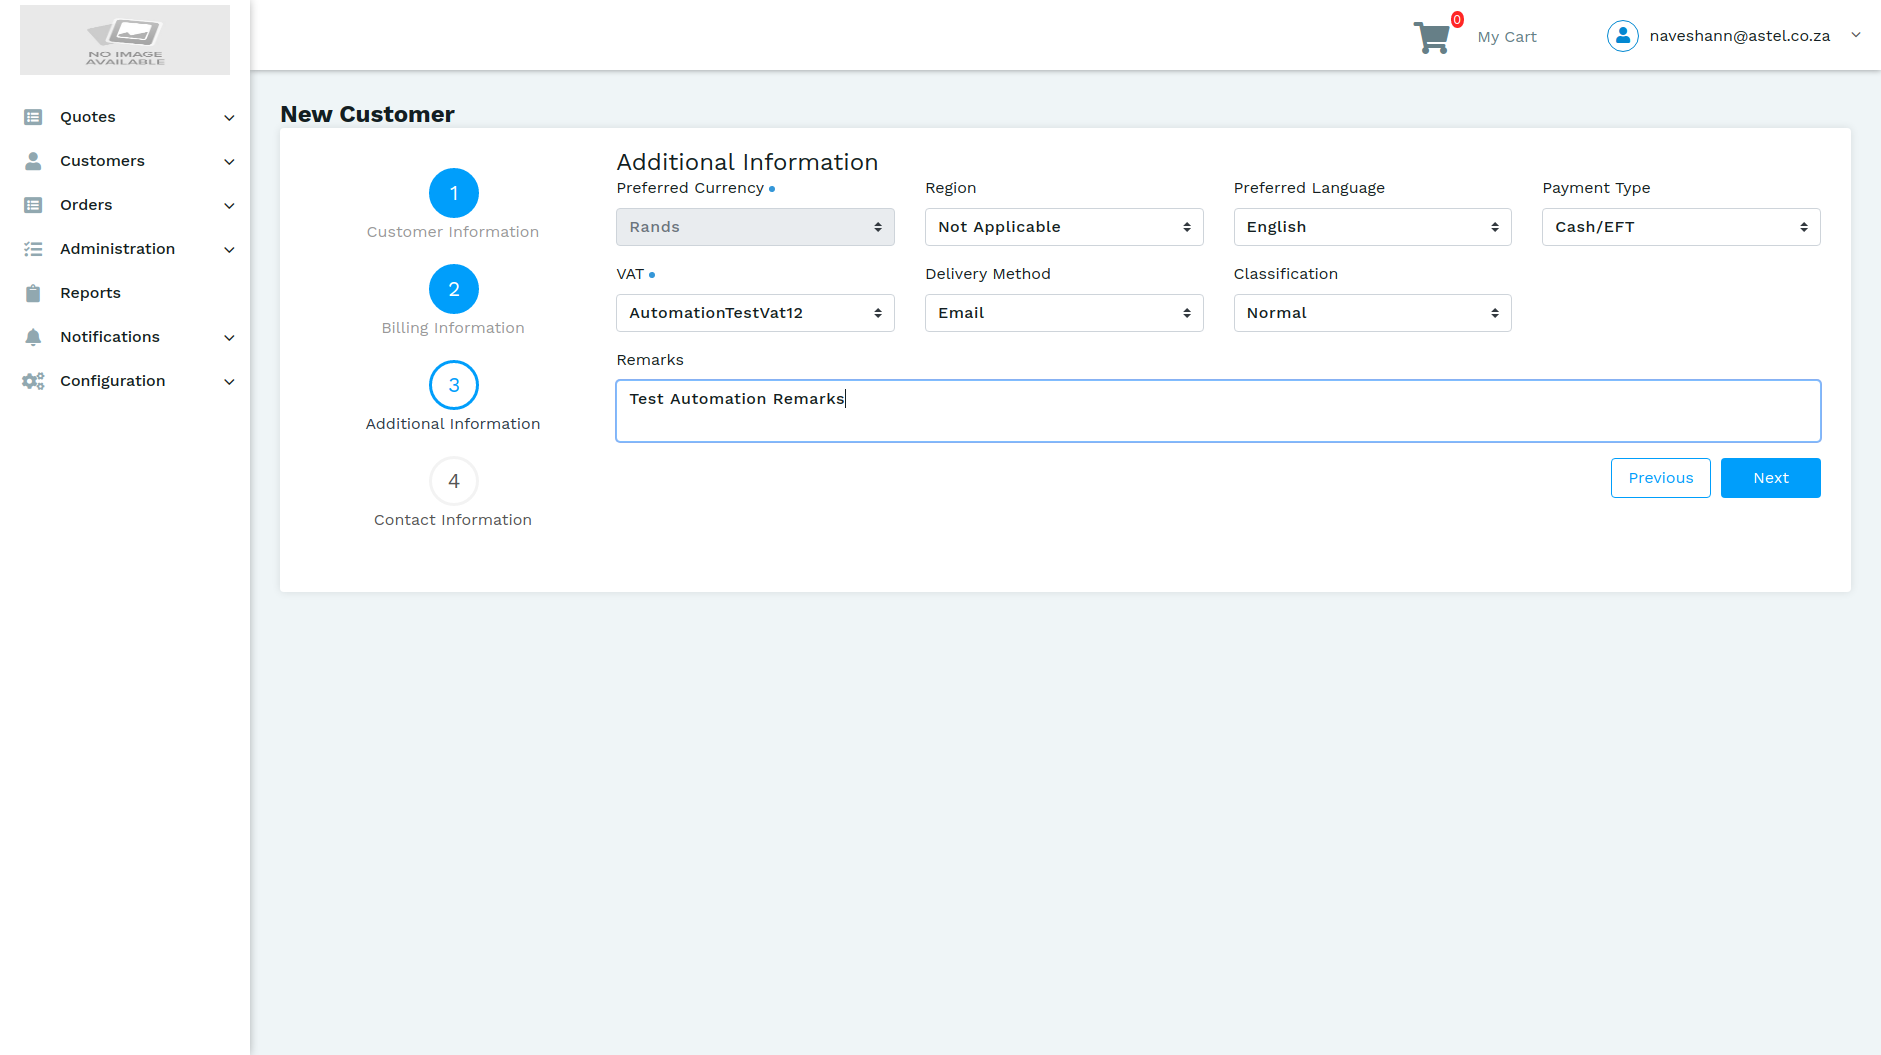 NO IMAGE
AVAILABLE
Quotes
Customers
Orders
Administration
Reports
Notifications
Configuration
0
My Cart
naveshann@astel.co.za
New Customer
1
Customer Information
2
Billing Information
3
Additional Information
4
Contact Information
Additional Information
Preferred Currency
Region
Preferred Language
Payment Type
Rands
Not Applicable
English
Cash/EFT
VAT
Delivery Method
Classification
AutomationTestVat12
Email
Normal
Remarks
Test Automation Remarks
Previous
Next